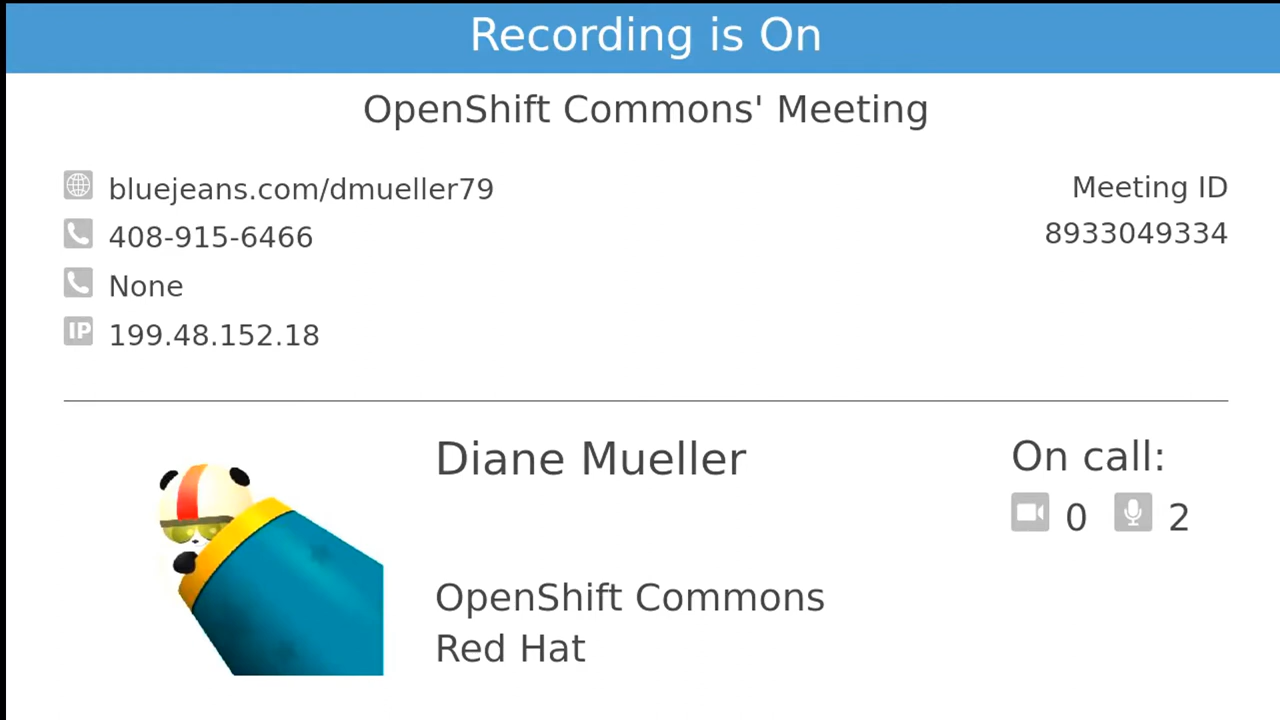 Recording is On
OpenShift Commons' Meeting
bluejeans.com/dmueller79
408-915-6466
None
IP 199.48.152.18
Meeting ID
8933049334
Diane Mueller
OpenShift Commons
Red Hat
On call:
0 2